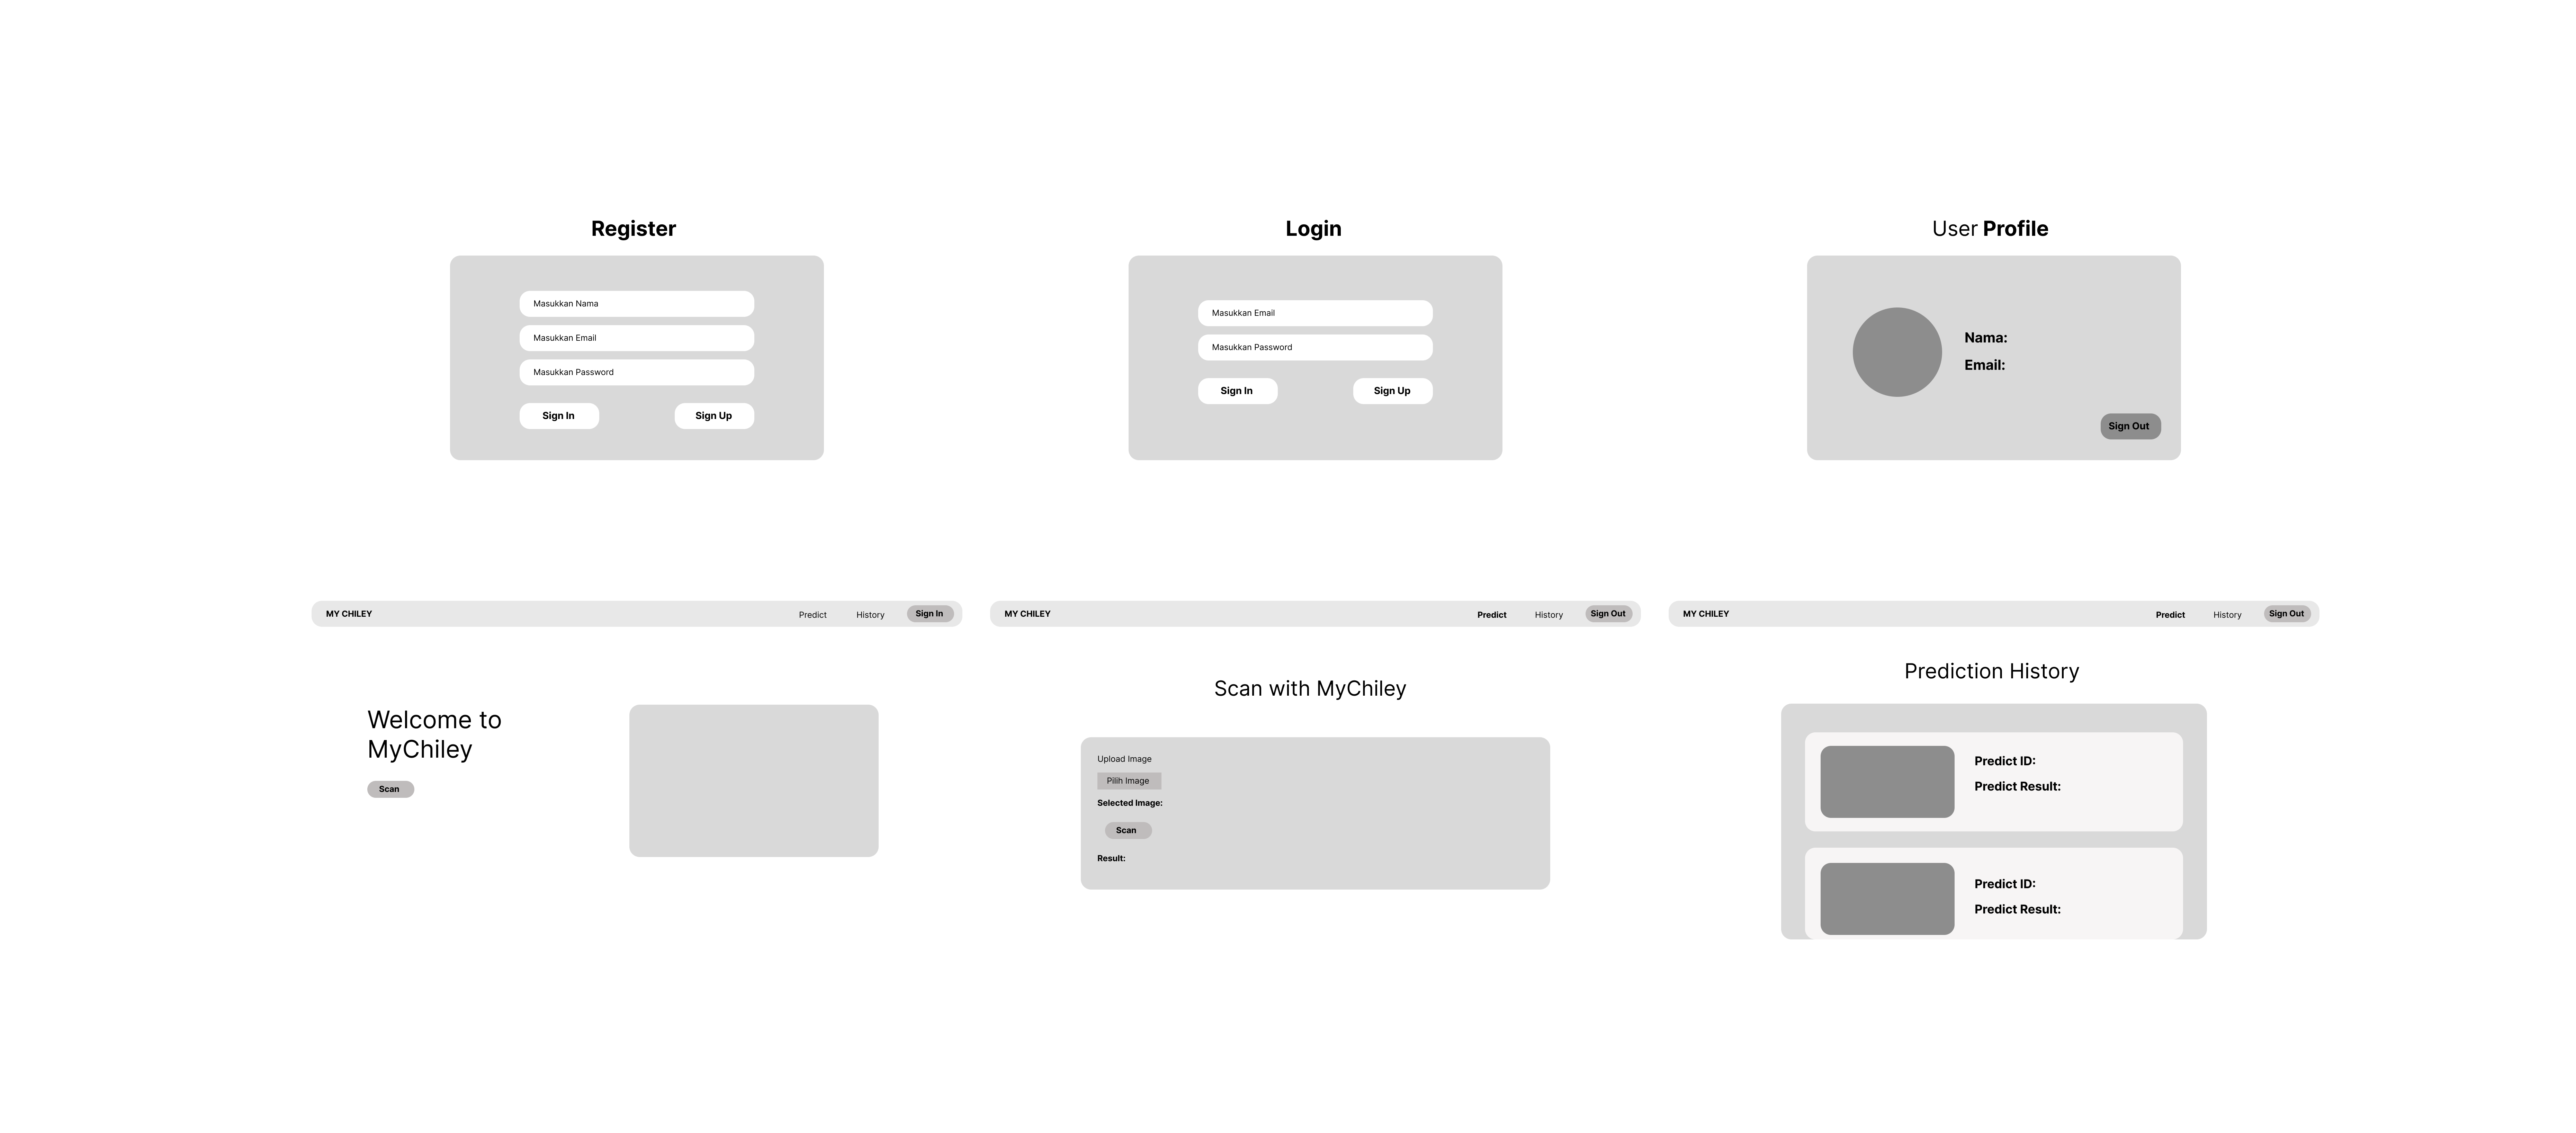 Register
Masukkan Nama
Masukkan Email
Masukkan Password
Sign In
Sign Up
Login
Masukkan Email
Masukkan Password
Sign In
Sign Up
User Profile
Nama:
Email:
Sign Out
MY CHILEY
Predict
History
Sign In
Welcome to
MyChiley
Scan
MY CHILEY
Predict
History
Sign Out
Scan with MyChiley
Upload Image
Pilih Image
Selected Image:
Scan
Result:
MY CHILEY
Predict
History
Sign Out
Prediction History
Predict ID:
Predict Result:
Predict ID:
Predict Result: